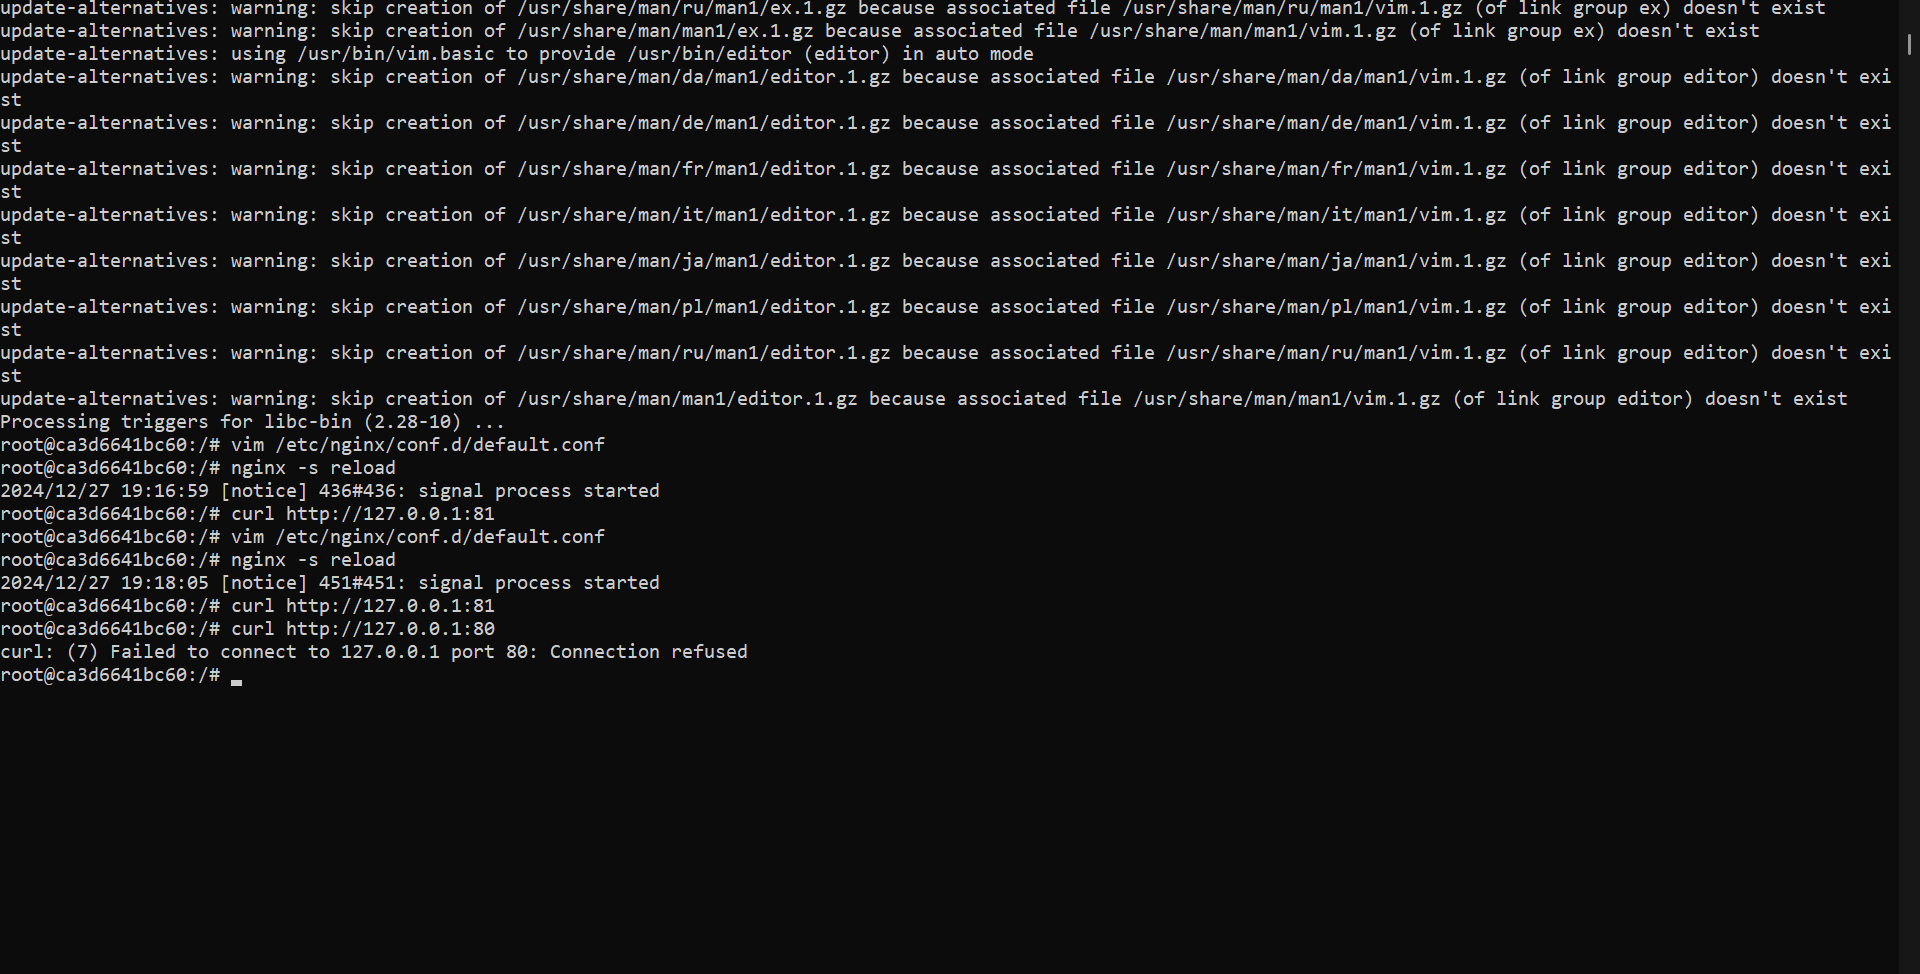 update-alternatives: warning: skip creation of /usr/share/man/ru/man1/ex.1.gz because associated file /usr/share/man/ru/man1/vim.1.gz (of link group ex) doesn't exist
update-alternatives: warning: skip creation of /usr/share/man/man1/ex.1.gz because associated file /usr/share/man/man1/vim.1.gz (of link group ex) doesn't exist
update-alternatives: using /usr/bin/vim.basic to provide /usr/bin/editor (editor) in auto mode
update-alternatives: warning: skip creation of /usr/share/man/da/man1/editor.1.gz because associated file /usr/share/man/da/man1/vim.1.gz (of link group editor) doesn't exi
st
update-alternatives: warning: skip creation of /usr/share/man/de/man1/editor.1.gz because associated file /usr/share/man/de/man1/vim.1.gz (of link group editor) doesn't exi
st
update-alternatives: warning: skip creation of /usr/share/man/fr/man1/editor.1.gz because associated file /usr/share/man/fr/man1/vim.1.gz (of link group editor) doesn't exi
st
update-alternatives: warning: skip creation of /usr/share/man/it/man1/editor.1.gz because associated file /usr/share/man/it/man1/vim.1.gz (of link group editor) doesn't exi
st
update-alternatives: warning: skip creation of /usr/share/man/ja/man1/editor.1.gz because associated file /usr/share/man/ja/man1/vim.1.gz (of link group editor) doesn't exi
st
update-alternatives: warning: skip creation of /usr/share/man/pl/man1/editor.1.gz because associated file /usr/share/man/pl/man1/vim.1.gz (of link group editor) doesn't exi
st
update-alternatives: warning: skip creation of /usr/share/man/ru/man1/editor.1.gz because associated file /usr/share/man/ru/man1/vim.1.gz (of link group editor) doesn't exi
st
update-alternatives: warning: skip creation of /usr/share/man/man1/editor.1.gz because associated file /usr/share/man/man1/vim.1.gz (of link group editor) doesn't exist
Processing triggers for libc-bin (2.28-10) ...
root@ca3d6641bc60:/# vim /etc/nginx/conf.d/default.conf
root@ca3d6641bc60:/# nginx -s reload
2024/12/27 19:16:59 [notice] 436#436: signal process started
root@ca3d6641bc60:/# curl http://127.0.0.1:81
root@ca3d6641bc60:/# vim /etc/nginx/conf.d/default.conf
root@ca3d6641bc60:/# nginx -s reload
2024/12/27 19:18:05 [notice] 451#451: signal process started
root@ca3d6641bc60:/# curl http://127.0.0.1:81
root@ca3d6641bc60:/# curl http://127.0.0.1:80
curl: (7) Failed to connect to 127.0.0.1 port 80: Connection refused
root@ca3d6641bc60:/#